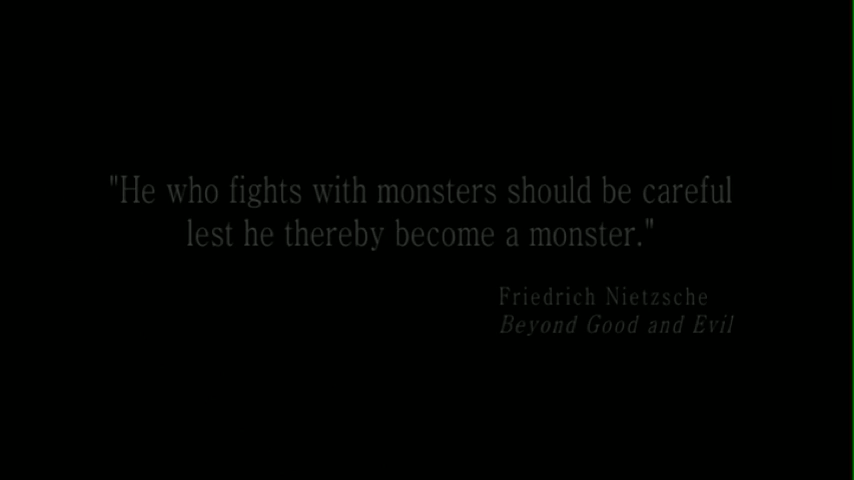 "He who fights with monsters should be careful
lest he thereby become a monster."
Friedrich Nietzsche
Beyond Good and Evil